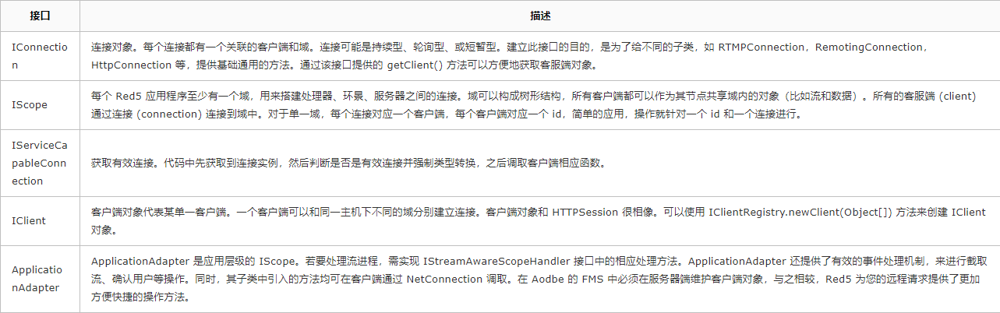 接口 描述
IConnectio
n
连接对象。每个连接都有一个关联的客户端和域。连接可能是持续型、轮询型、或短暂型。建立此接口的目的，是为了给不同的子类，如 RTMPConnection，RemotingConnection，
HttpConnection 等，提供基础通用的方法。通过该接口提供的 getClient() 方法可以方便地获取客服端对象。
IScope
每个 Red5 应用程序至少有一个域，用来搭建处理器、环景、服务器之间的连接。域可以构成树形结构，所有客户端都可以作为其节点共享域内的对象（比如流和数据）。所有的客服端 (client)
通过连接 (connection) 连接到域中。对于单一域，每个连接对应一个客户端，每个客户端对应一个 id，简单的应用，操作就针对一个 id 和一个连接进行。
IServiceCa
pableConn
ection
获取有效连接。代码中先获取到连接实例，然后判断是否是有效连接并强制类型转换，之后调取客户端相应函数。
IClient
客户端对象代表某单一客户端。一个客户端可以和同一主机下不同的域分别建立连接。客户端对象和 HTTPSession 很相像。可以使用 IClientRegistry.newClient(Object[]) 方法来创建 IClient
对象。
Applicatio
nAdapter
ApplicationAdapter 是应用层级的 IScope。若要处理流进程，需实现 IStreamAwareScopeHandler 接口中的相应处理方法。ApplicationAdapter 还提供了有效的事件处理机制，来进行截取
流、确认用户等操作。同时，其子类中引入的方法均可在客户端通过 NetConnection 调取。在 Aodbe 的 FMS 中必须在服务器端维护客户端对象，与之相较，Red5 为您的远程请求提供了更加
方便快捷的操作方法。